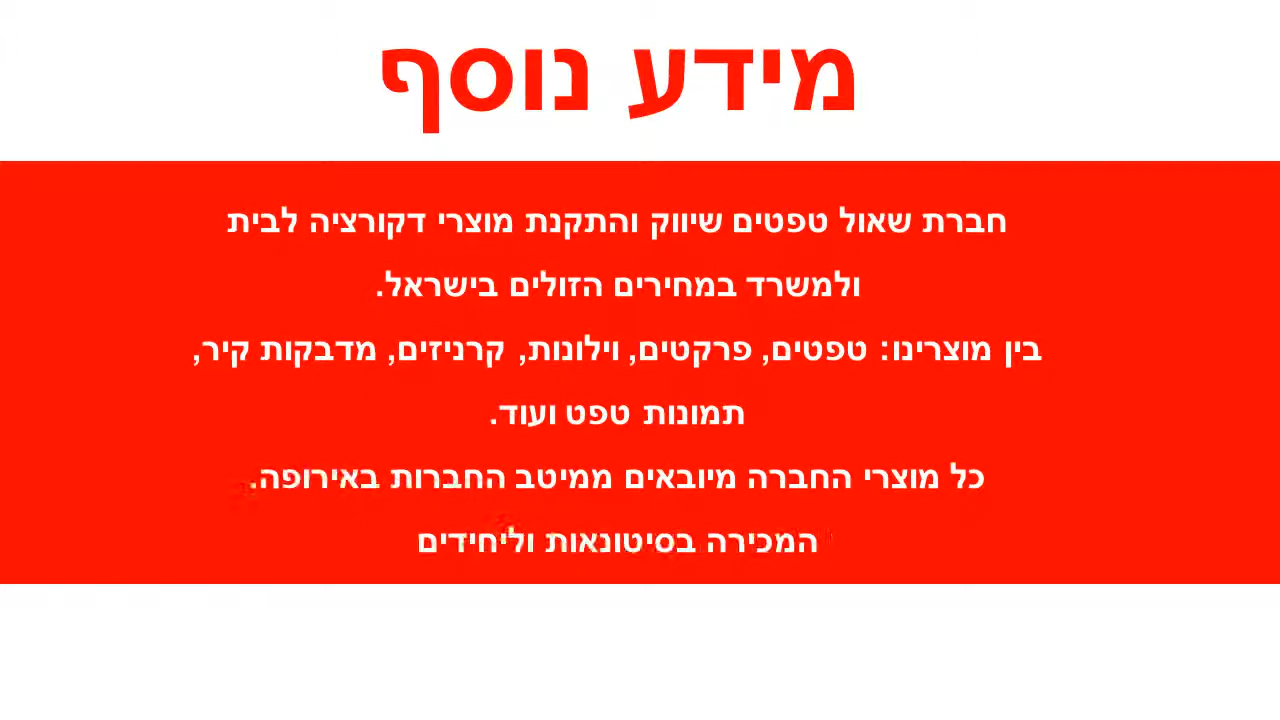 מידע נוסף
חברת שאול טפטים שיווק והתקנת מוצרי דקורציה לבית
ולמשרד במחירים הזולים בישראל.
בין מוצרינו: טפטים, פרקטים, וילונות, קרניזים, מדבקות קיר,
תמונות טפט ועוד.
כל מוצרי החברה מיובאים ממיטב החברות באירופה.
המכירה בסיטונאות וליחידים